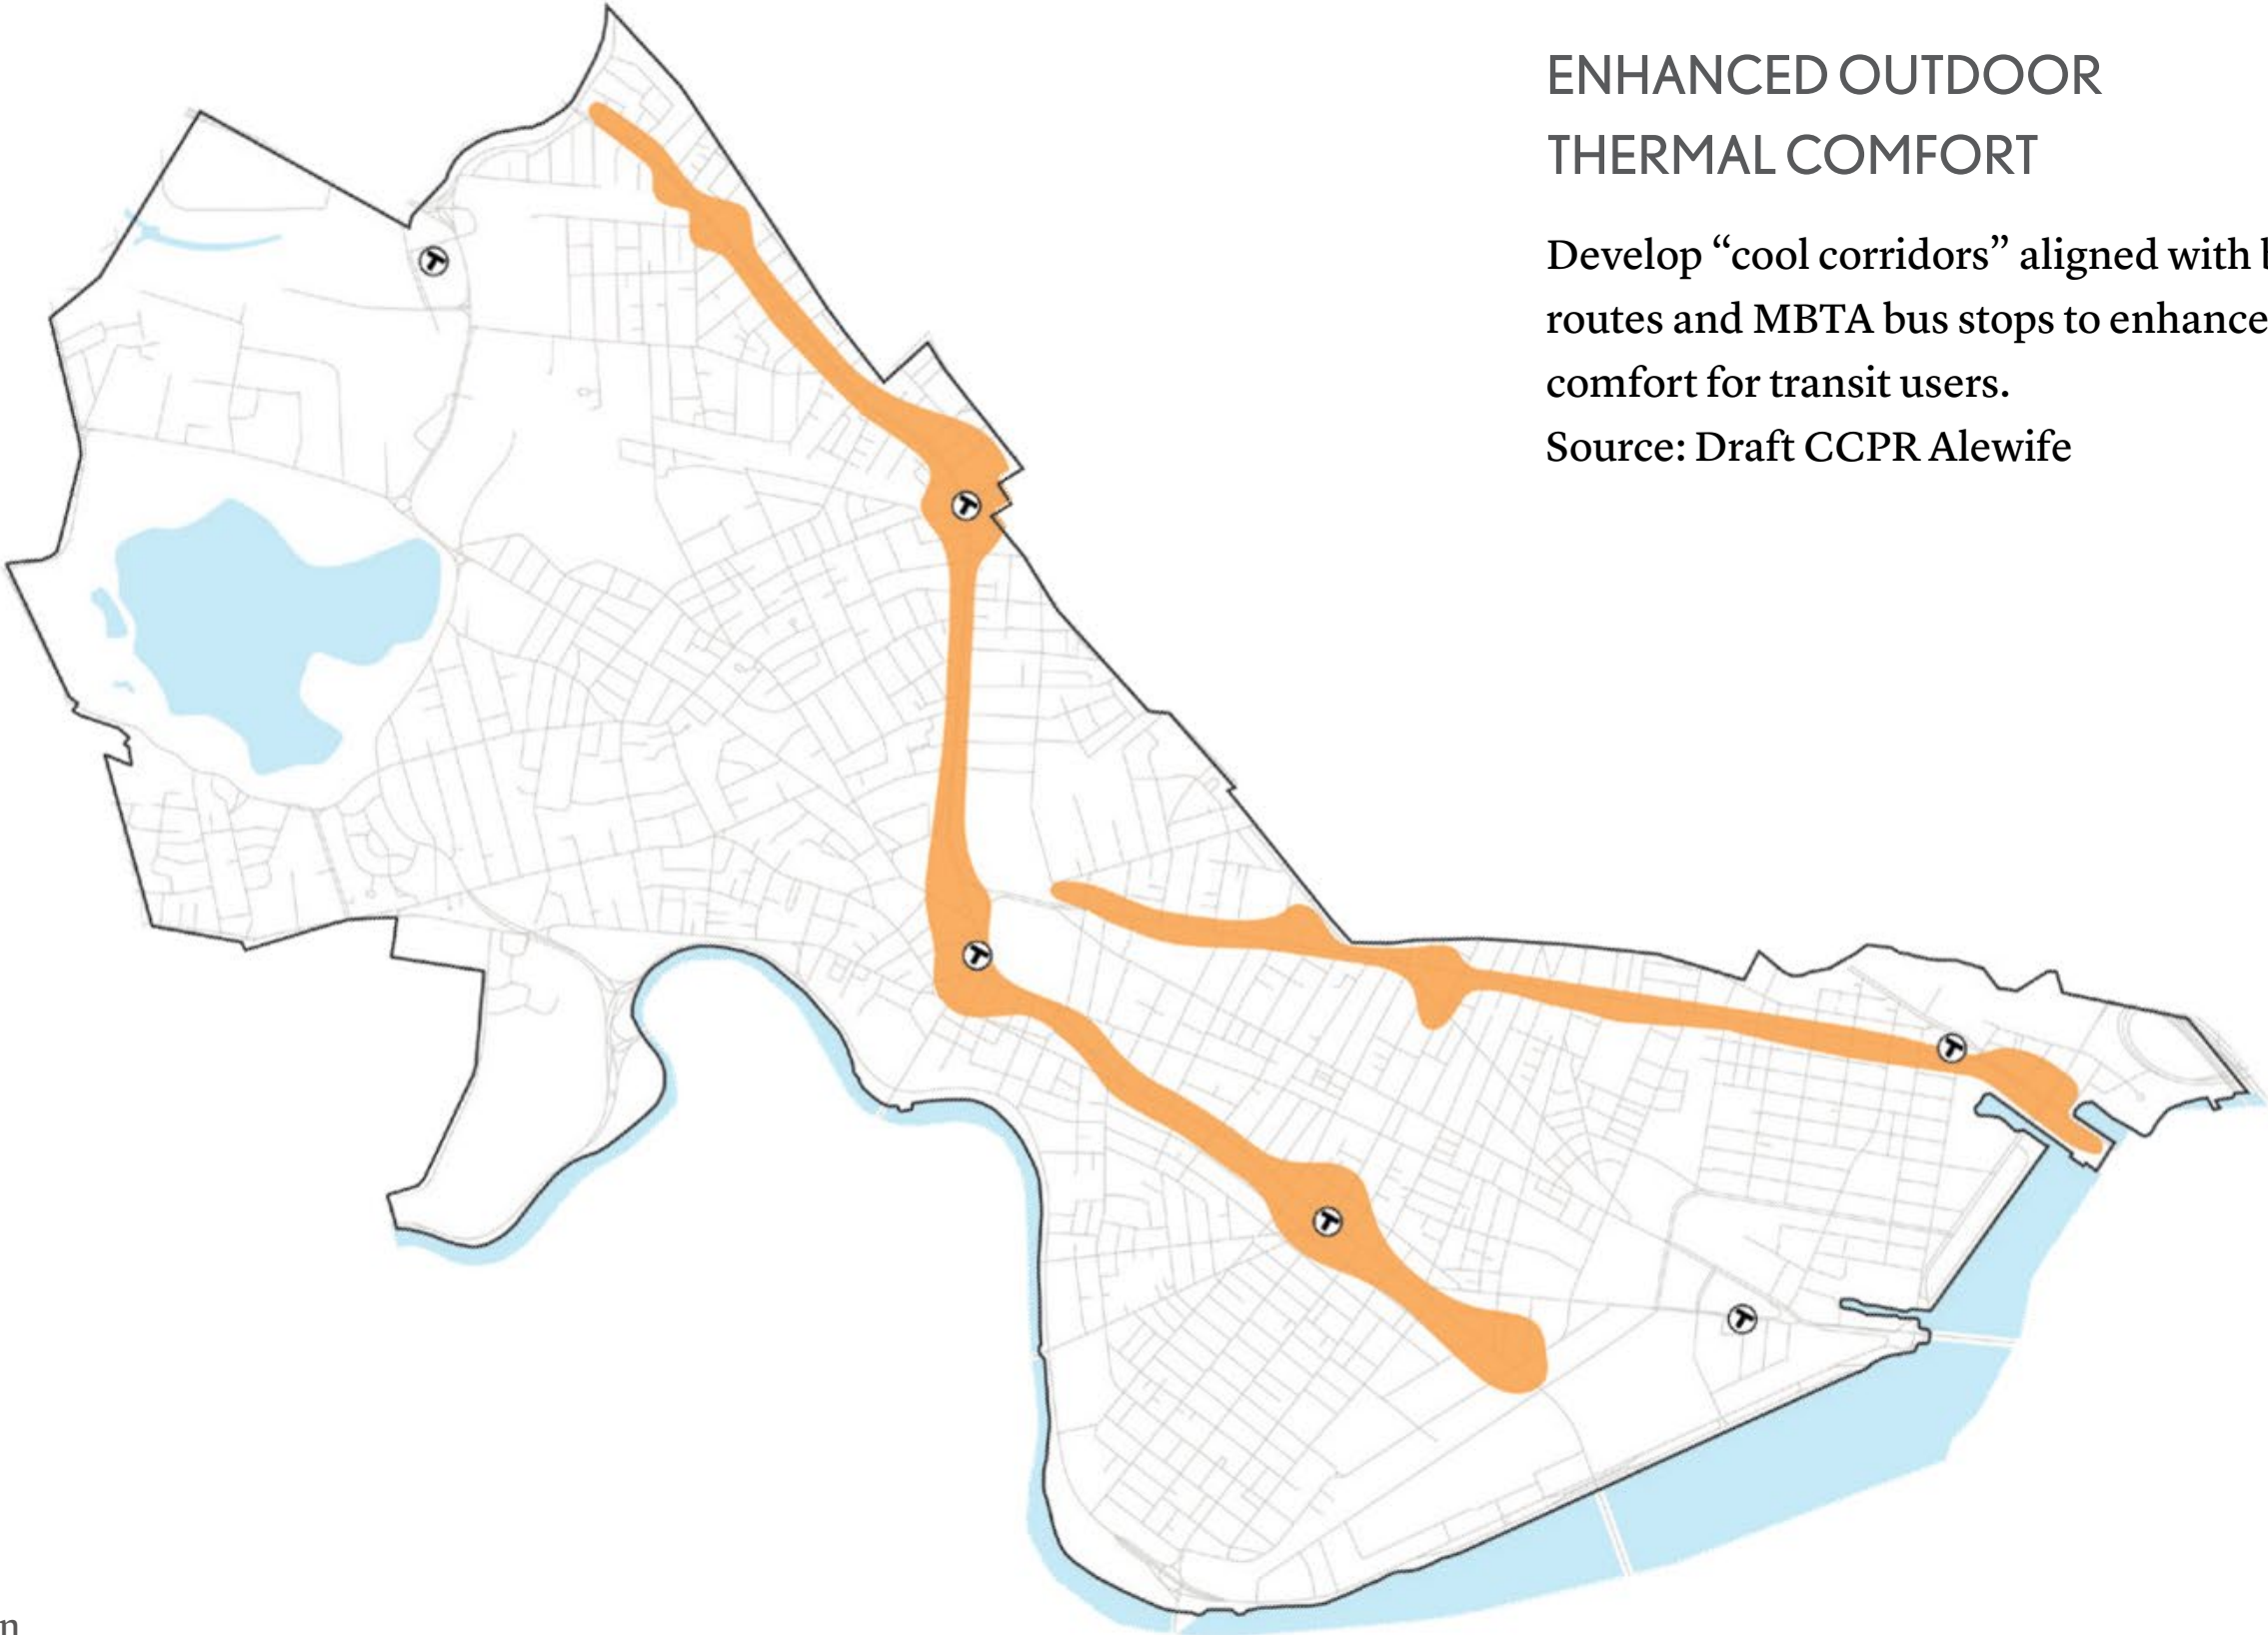 ENHANCED OUTDOOR
THERMAL COMFORT
Develop “cool corridors” aligned with
routes and MBTA bus stops to enhance
comfort for transit users.
Source: Draft CCPR Alewife
T
T
T
T
T
T
n